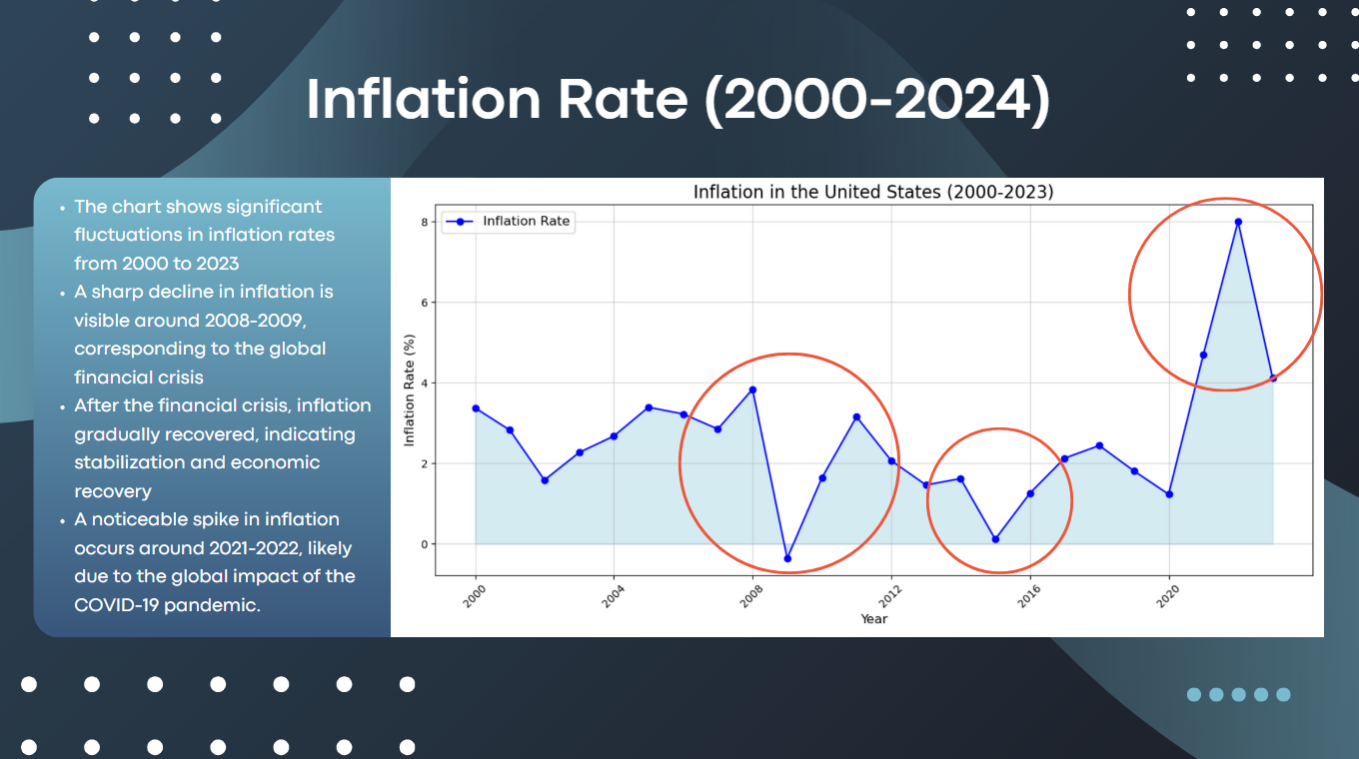 Inflation Rate (2000-2024)
• The chart shows significant
fluctuations in inflation rates
from 2000 to 2023
• A sharp decline in inflation is
visible around 2008-2009,
corresponding to the global
financial crisis
• After the financial crisis, inflation
gradually recovered, indicating
stabilization and economic
recovery
• A noticeable spike in inflation
occurs around 2021-2022, likely
due to the global impact of the
COVID-19 pandemic.
Inflation in the United States (2000-2023)
Inflation Rate
Inflation Rate (%)
8
6
4
2
0
2000 2004 2008 2012 2016 2020
Year